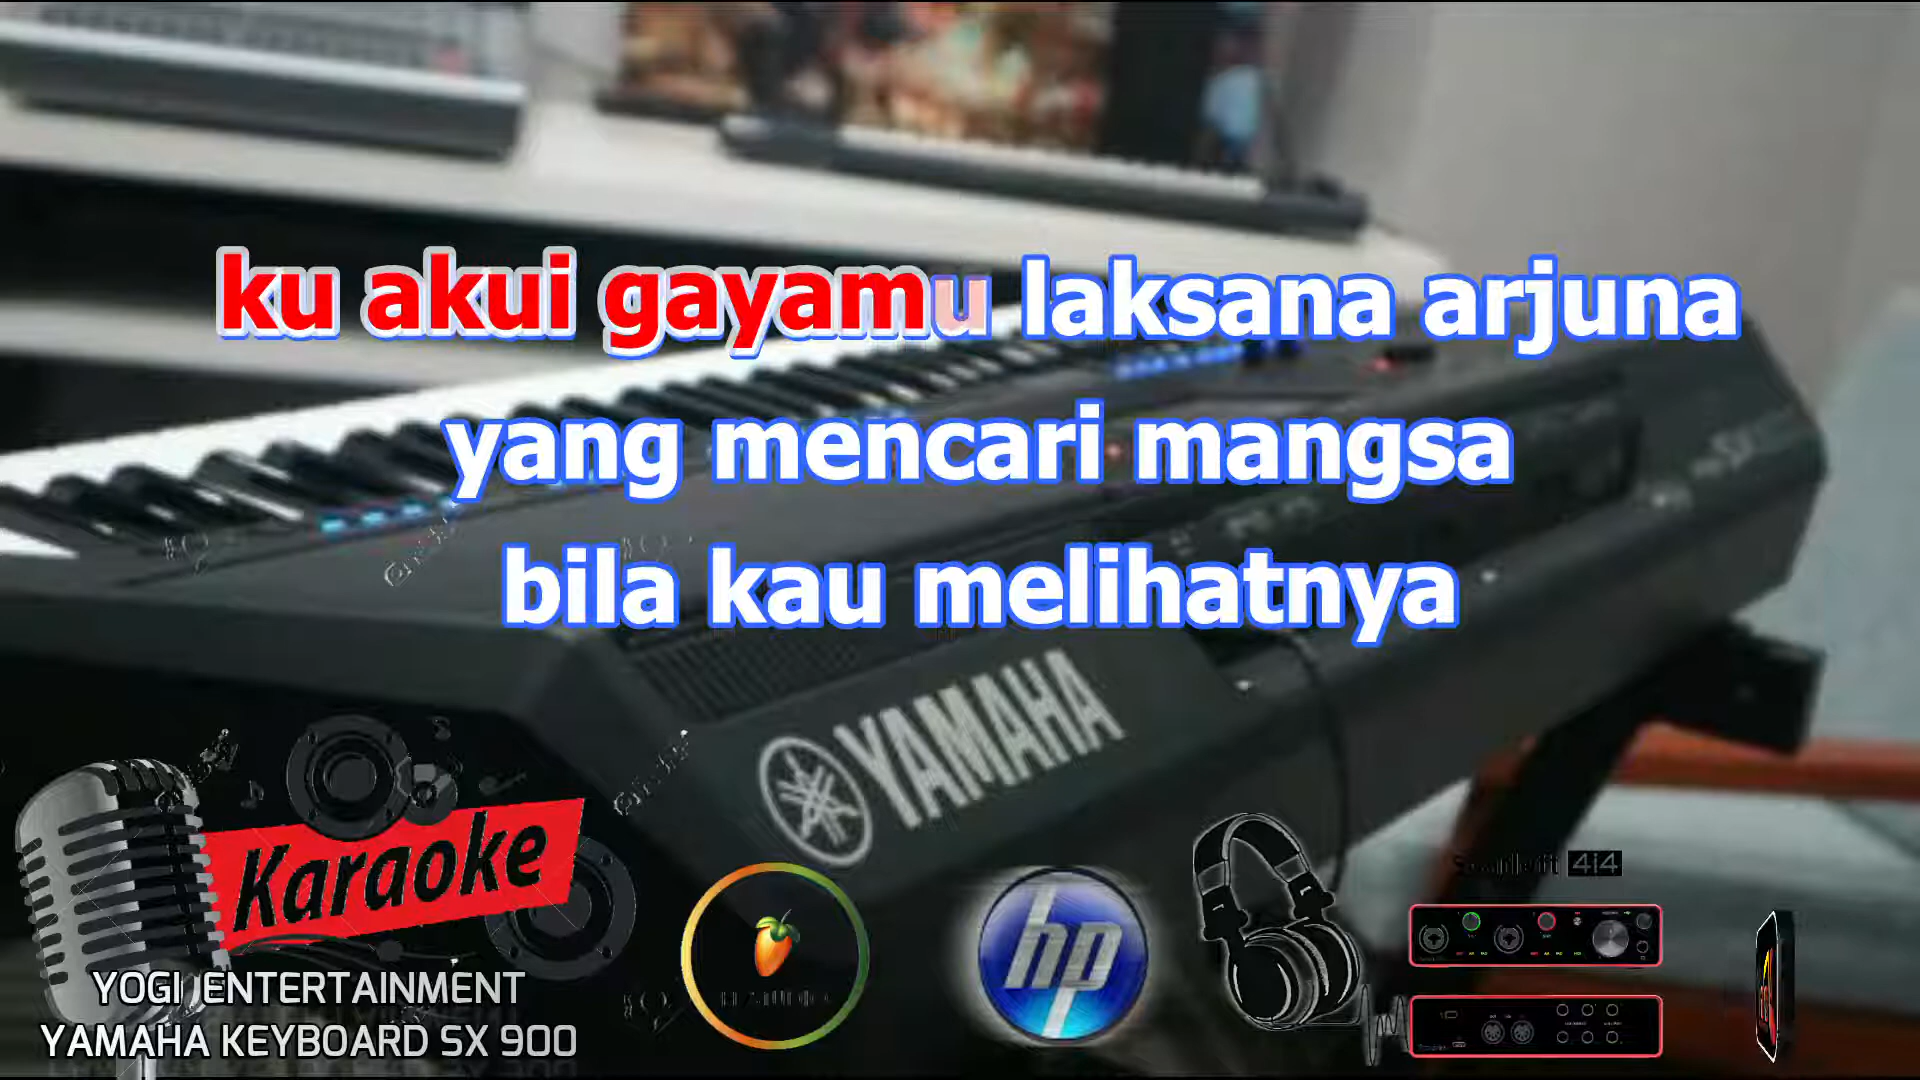 ku akui gayamu laksana arjuna
yang mencari mangsa
bila kau melihatnya
YAMAHA
Karaoke
hp
4i4
YOGI ENTERTAINMENT
YAMAHA KEYBOARD SX 900